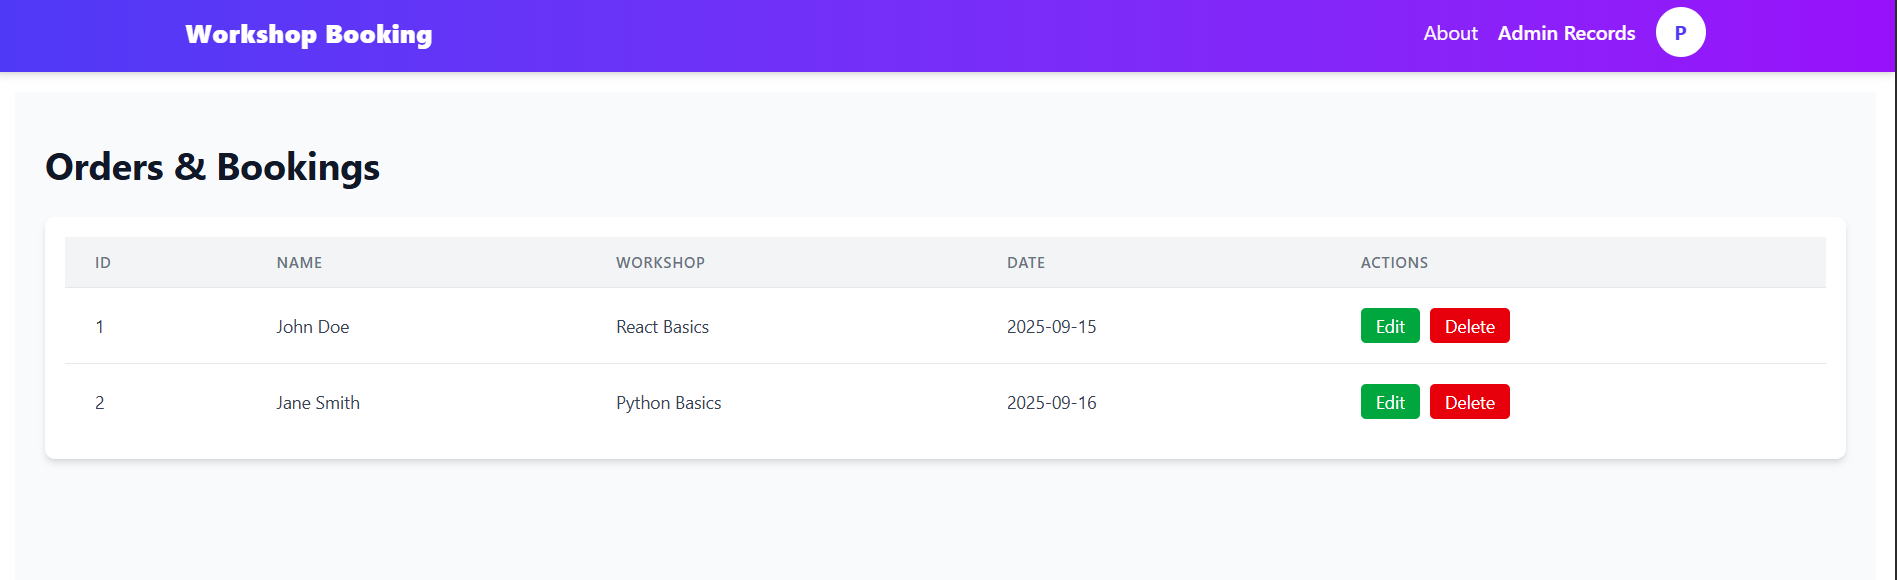 Workshop Booking About Admin Records P
Orders & Bookings
ID NAME WORKSHOP DATE ACTIONS
1 John Doe React Basics 2025-09-15 Edit Delete
2 Jane Smith Python Basics 2025-09-16 Edit Delete